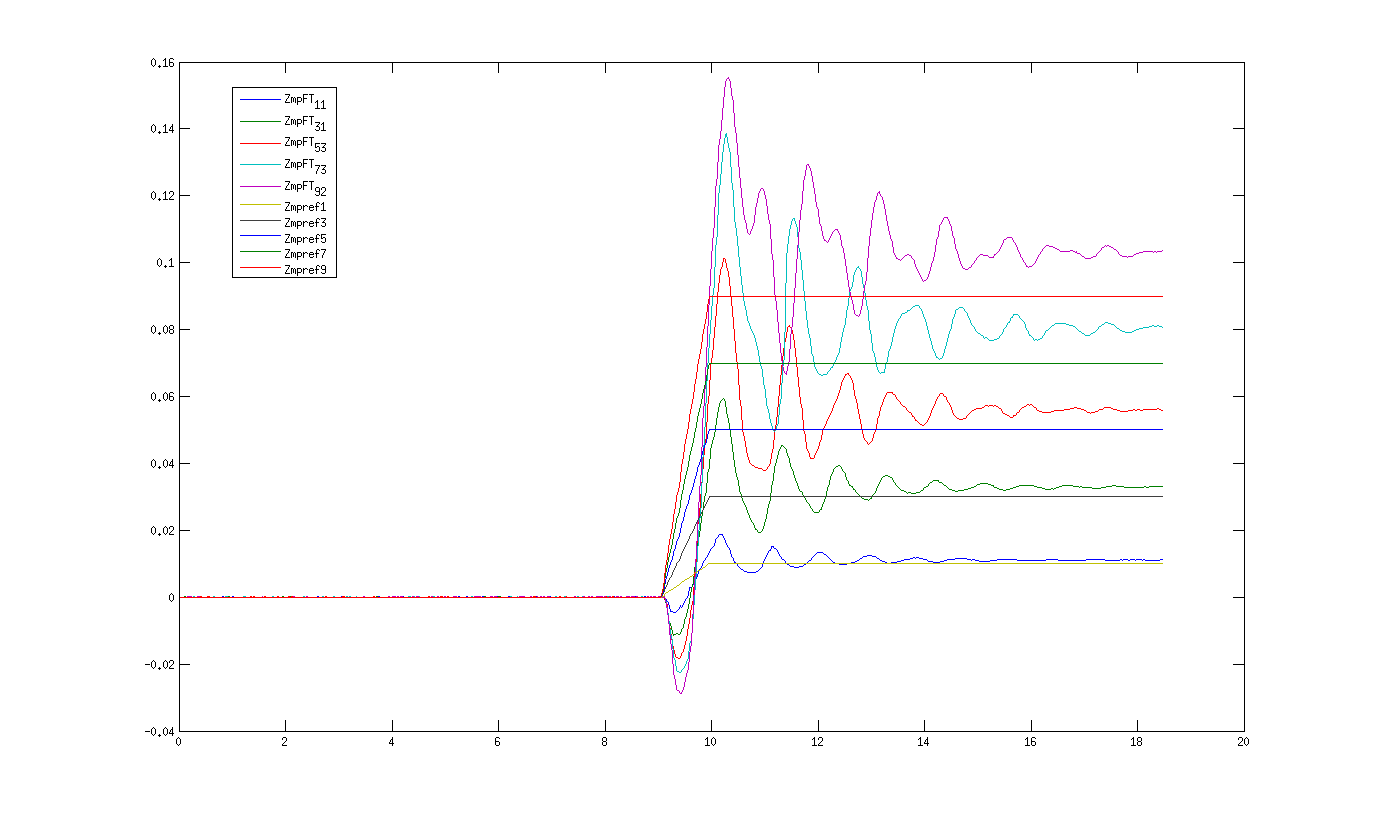 0.16
0.14
0.12
0.1
0.08
0.06
0.04
0.02
0
-0.02
-0.04
ZmpFT11
ZmpFT31
ZmpFT53
ZmpFT73
ZmpFT92
Zmpref1
Zmpref3
Zmpref5
Zmpref7
Zmpref9
0 2 4 6 8 10 12 14 16 18 20